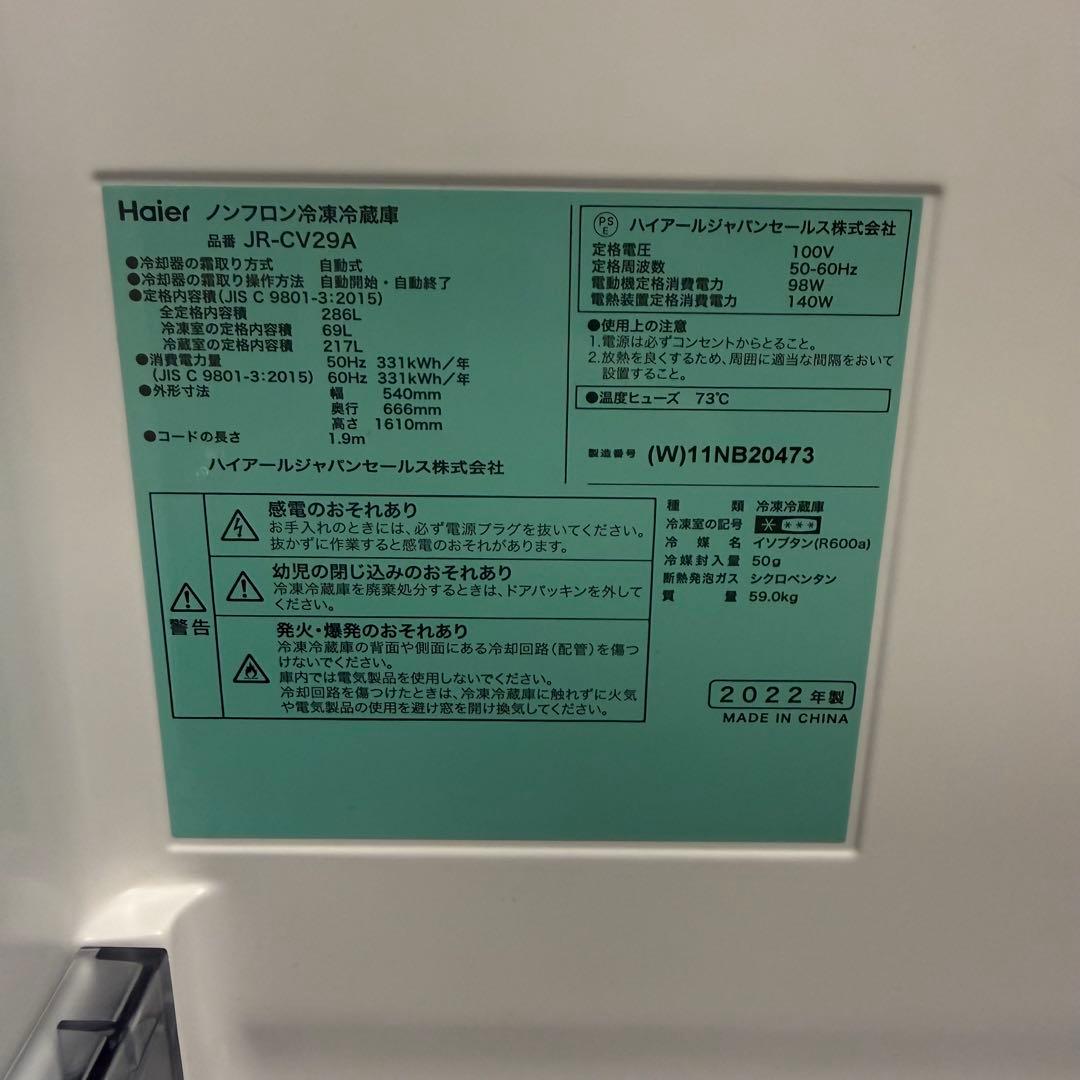 Haier ノンフロン冷凍冷蔵庫
品番 JR-CV29A
●冷却器の霜取り方式 自動式
●冷却器の霜取り操作方法 自動開始・自動終了
●定格内容積(JIS C 9801-3:2015)
全定格内容積 286L
冷凍室の定格内容積 69L
冷蔵室の定格内容積 217L
●消費電力量 50Hz 331kWh/年
(JIS C 9801-3:2015) 60Hz 331kWh/年
●外形寸法 幅 540mm
奥行 666mm
高さ 1610mm
●コードの長さ 1.9m
ハイアールジャパンセールス株式会社
PSE ハイアールジャパンセールス株式会社
定格電圧 100V
定格周波数 50-60Hz
電動機定格消費電力 98W
電熱装置定格消費電力 140W
●使用上の注意
1.電源は必ずコンセントからとること。
2.放熱を良くするため、周囲に適当な間隔をおいて
設置すること。
●温度ヒューズ 73℃
製造番号 (W)11NB20473
警告
感電のおそれあり
お手入れのときには、必ず電源プラグを抜いてください。
抜かずに作業すると感電のおそれがあります。
幼児の閉じ込みのおそれあり
冷凍冷蔵庫を廃棄処分するときは、ドアパッキンを外して
ください。
発火・爆発のおそれあり
冷凍冷蔵庫の背面や側面にある冷却回路(配管)を傷つ
けないでください。
庫内では電気製品を使用しないでください。
冷却回路を傷つけたときは、冷凍冷蔵庫に触れずに火気
や電気製品の使用を避け窓を開け換気してください。
種類 冷凍冷蔵庫
冷凍室の記号 * ***
冷媒名 イソブタン(R600a)
冷媒封入量 50g
断熱発泡ガス シクロペンタン
質量 59.0kg
2022年製
MADE IN CHINA